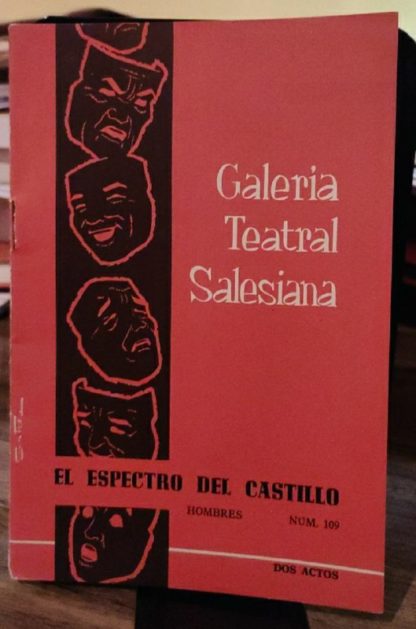 Galeria
Teatral
Salesiana
EL ESPECTRO DEL CASTILLO
HOMBRES NUM. 109
DOS ACTOS